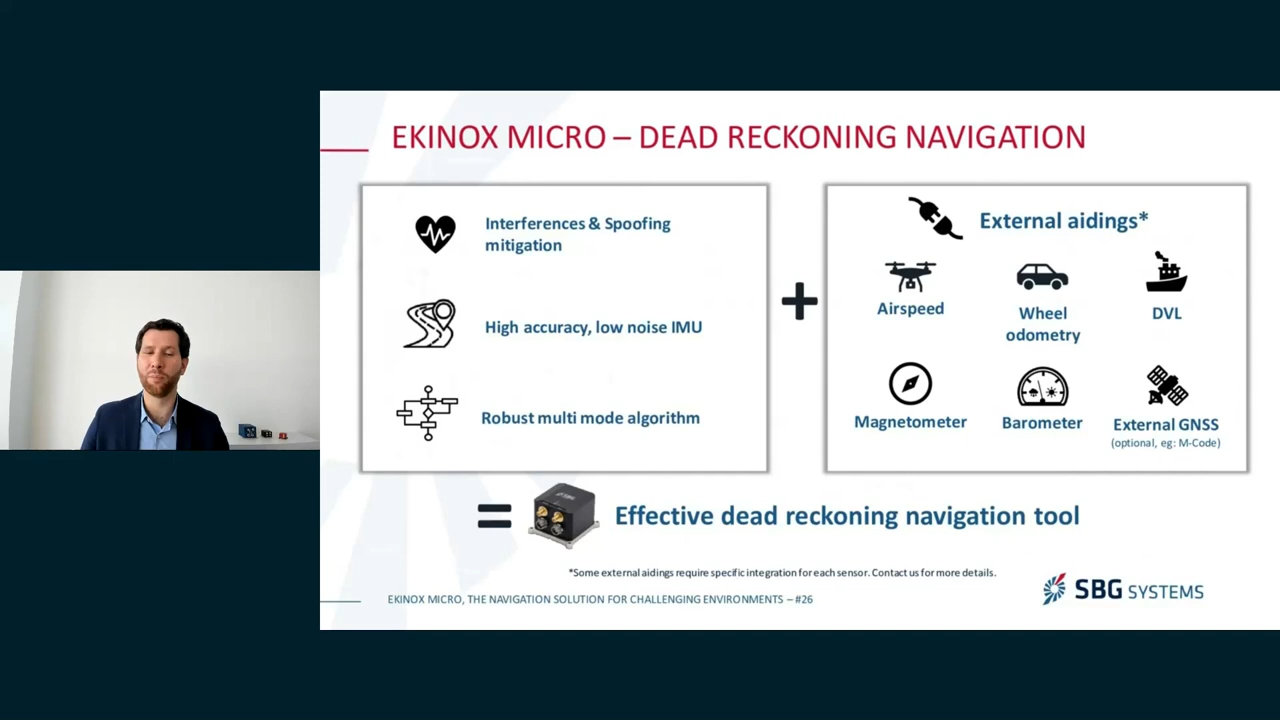 EKINOX MICRO – DEAD RECKONING NAVIGATION
Interferences & Spoofing
mitigation
High accuracy, low noise IMU
Robust multi mode algorithm
External aidings*
Airspeed
Wheel
odometry
DVL
Magnetometer
Barometer
External GNSS
(optional, eg: M-Code)
Effective dead reckoning navigation tool
*Some external aidings require specific integration for each sensor. Contact us for more details.
EKINOX MICRO, THE NAVIGATION SOLUTION FOR CHALLENGING ENVIRONMENTS – #26
SBG SYSTEMS